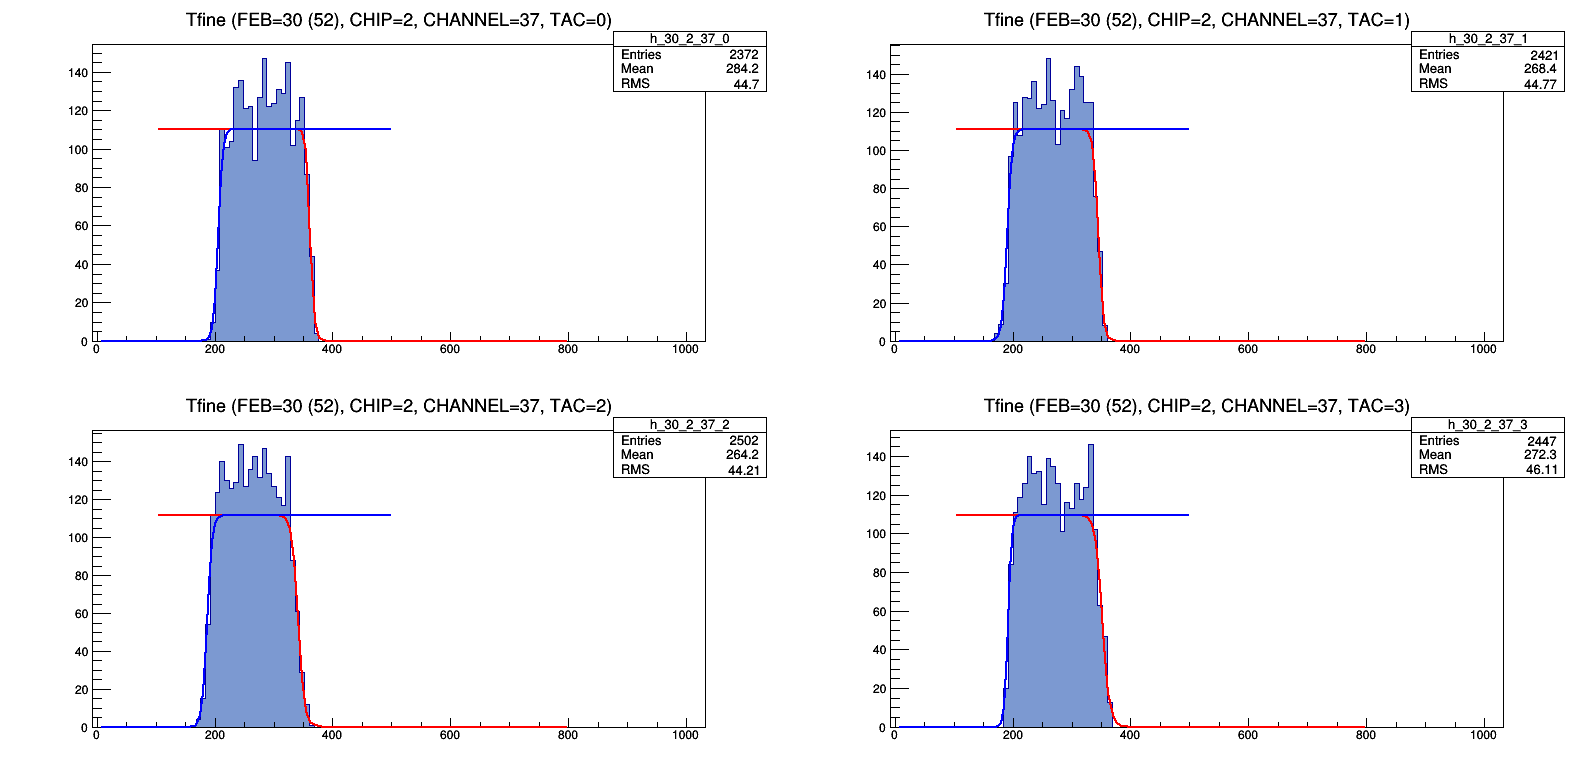 Tfine (FEB=30 (52), CHIP=2, CHANNEL=37, TAC=0)
h_30_2_37_0
Entries 2372
Mean 284.2
RMS 44.7
140
120
100
80
60
40
20
0
0 200 400 600 800 1000
Tfine (FEB=30 (52), CHIP=2, CHANNEL=37, TAC=1)
h_30_2_37_1
Entries 2421
Mean 268.4
RMS 44.77
140
120
100
80
60
40
20
0
0 200 400 600 800 1000
Tfine (FEB=30 (52), CHIP=2, CHANNEL=37, TAC=2)
h_30_2_37_2
Entries 2502
Mean 264.2
RMS 44.21
140
120
100
80
60
40
20
0
0 200 400 600 800 1000
Tfine (FEB=30 (52), CHIP=2, CHANNEL=37, TAC=3)
h_30_2_37_3
Entries 2447
Mean 272.3
RMS 46.11
140
120
100
80
60
40
20
0
0 200 400 600 800 1000